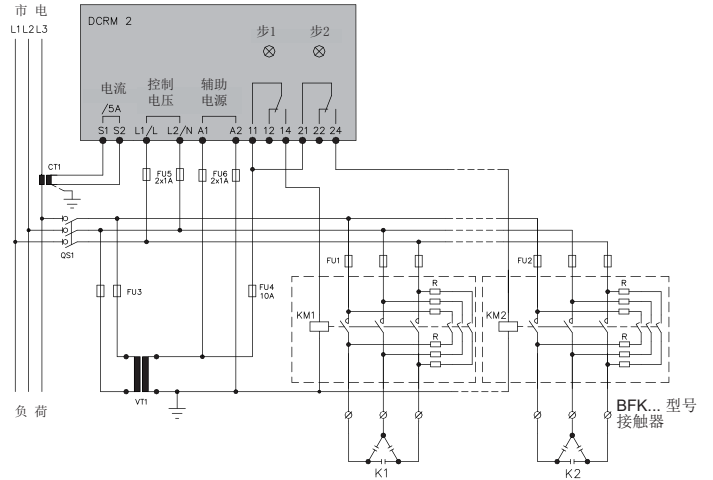 市 电
L1 L2 L3
DCRM 2
步1 步2
电流 控制电压 辅助电源
/5A
S1 S2 L1/L L2/N A1 A2 11 12 14 21 22 24
CT1
FU5
2x1A
FU6
2x1A
QS1
FU3
FU4
10A
FU1
FU2
R
R
KM1
KM2
R
R
VT1
负 荷
BFK... 型号
接触器
K1
K2